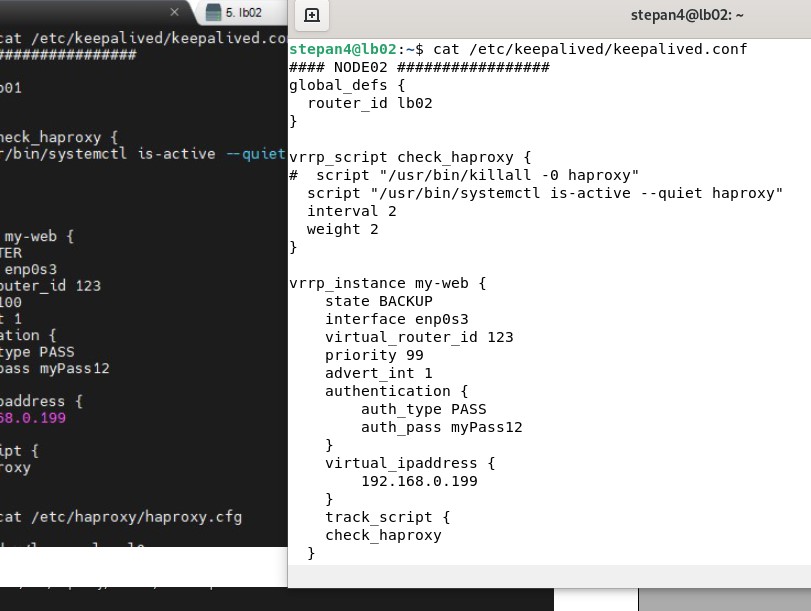 5. lb02
cat /etc/keepalived/keepalived.co
################
01
heck_haproxy {
/bin/systemctl is-active --quiet
my-web {
TER
enp0s3
outer_id 123
100
t 1
ation {
type PASS
pass myPass12
paddress {
68.0.199
ipt {
roxy
cat /etc/haproxy/haproxy.cfg
stepan4@lb02: ~
stepan4@lb02:~$ cat /etc/keepalived/keepalived.conf
#### NODE02 #################
global_defs {
  router_id lb02
}
vrrp_script check_haproxy {
#  script "/usr/bin/killall -0 haproxy"
  script "/usr/bin/systemctl is-active --quiet haproxy"
  interval 2
  weight 2
}
vrrp_instance my-web {
    state BACKUP
    interface enp0s3
    virtual_router_id 123
    priority 99
    advert_int 1
    authentication {
        auth_type PASS
        auth_pass myPass12
    }
    virtual_ipaddress {
        192.168.0.199
    }
    track_script {
    check_haproxy
  }